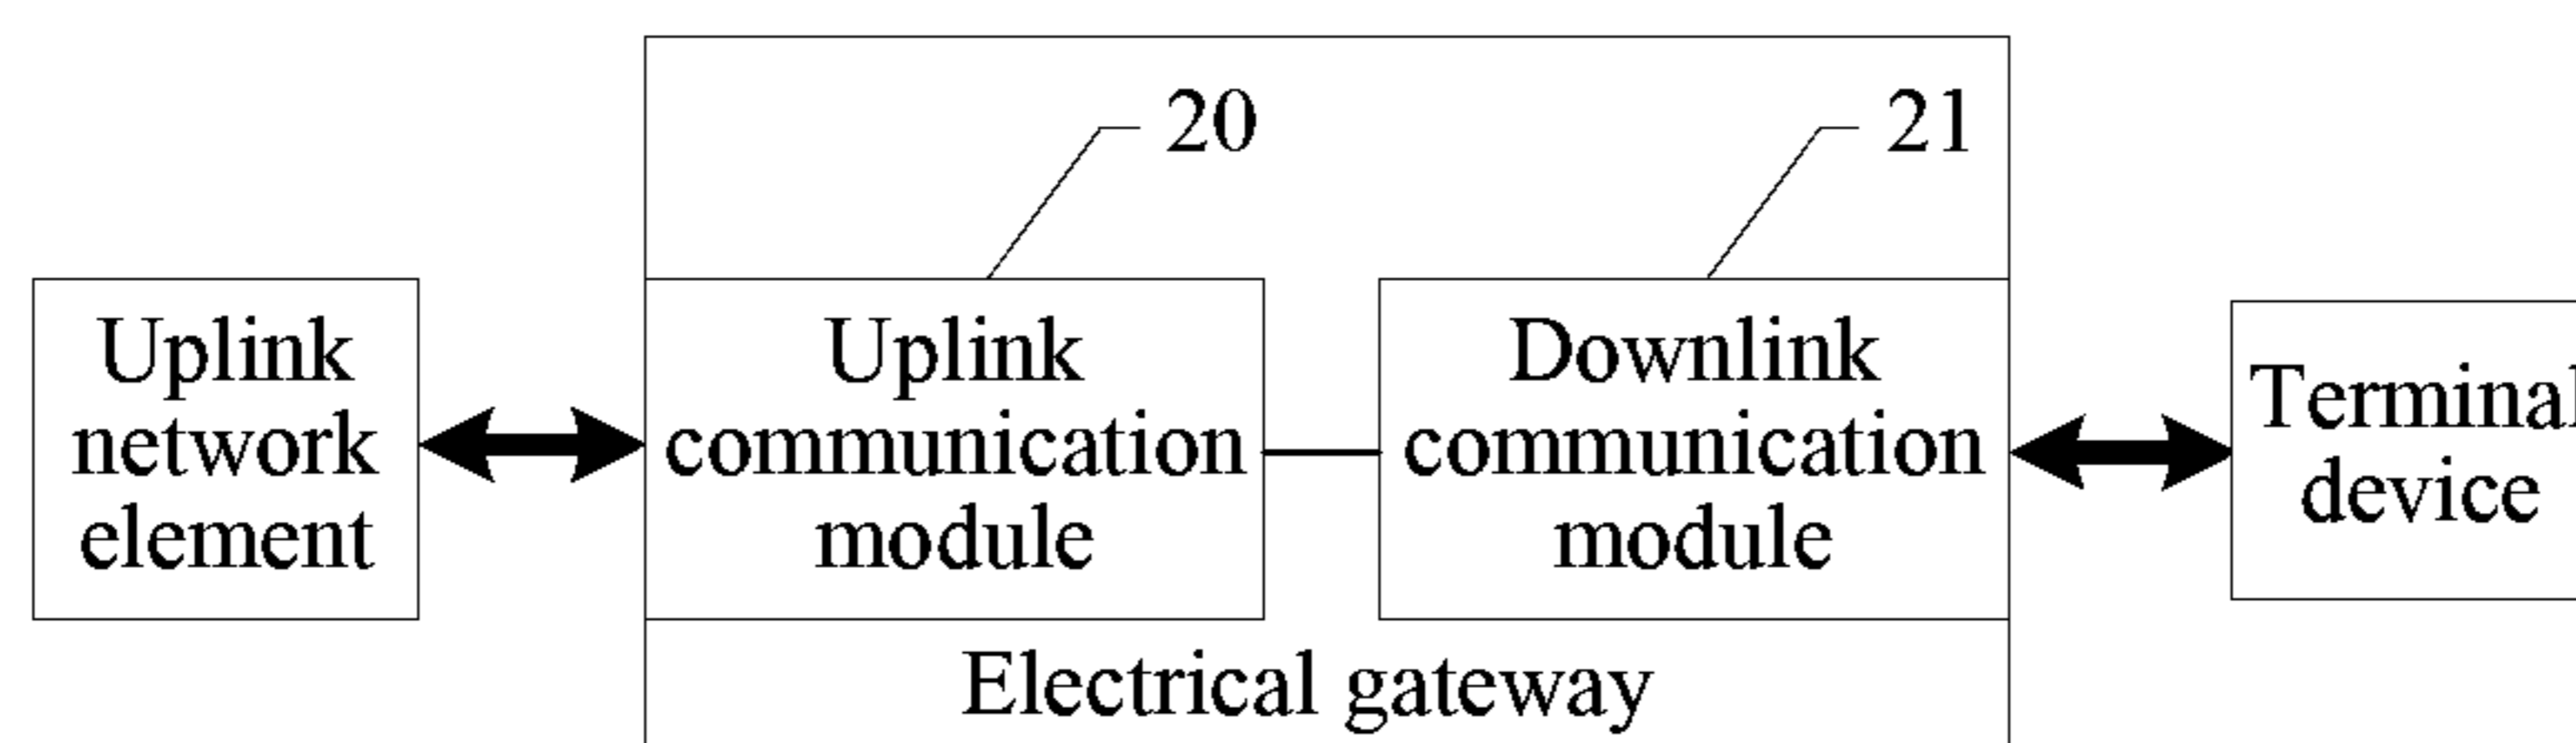 20
21
Uplink
network
element
Uplink
communication
module
Downlink
communication
module
Terminal
device
Electrical gateway